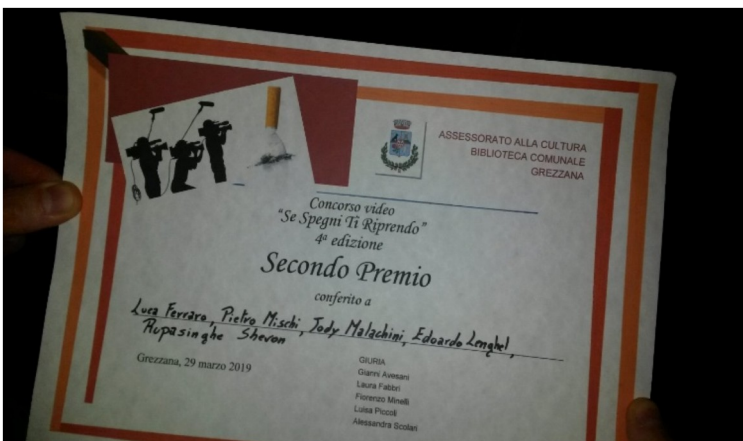 ASSESSORATO ALLA CULTURA
BIBLIOTECA COMUNALE
GREZZANA
Concorso video
"Se Spegni Ti Riprendo"
4ª edizione
Secondo Premio
conferito a
Luca Ferraro, Pietro Mischi, Jody Malachini, Edoardo Lenghel,
Rupasinghe Shevon
Grezzana, 29 marzo 2019
GIURIA
Gianni Avesani
Laura Fabbri
Fiorenzo Minelli
Luisa Piccoli
Alessandra Scolari